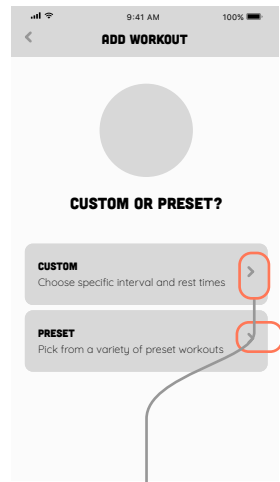 9:41 AM
100%
ADD WORKOUT
CUSTOM OR PRESET?
CUSTOM
Choose specific interval and rest times
PRESET
Pick from a variety of preset workouts